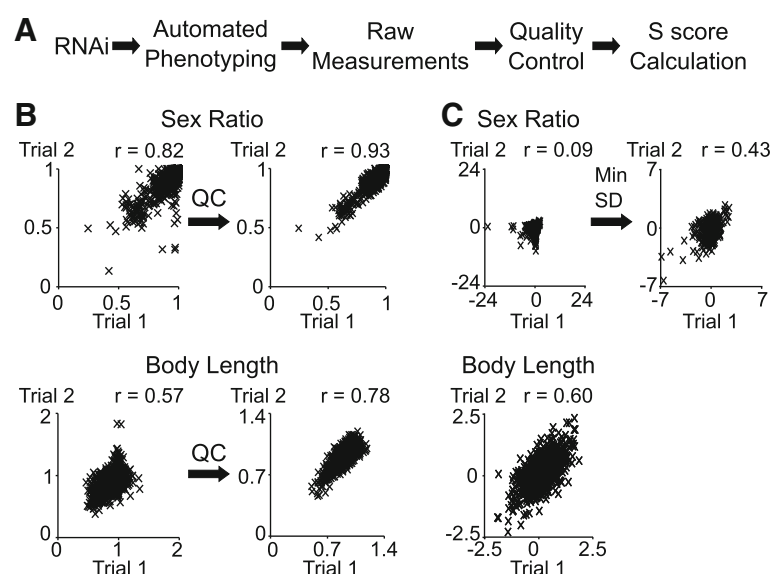 A
RNAi
Automated
Phenotyping
Raw
Measurements
Quality
Control
S score
Calculation
B
Sex Ratio
Trial 2 r = 0.82
1
0.5
0
0 0.5 1
Trial 1
QC
Trial 2 r = 0.93
1
0.5
0
0 0.5 1
Trial 1
Body Length
Trial 2 r = 0.57
2
1
0
0 1 2
Trial 1
QC
Trial 2 r = 0.78
1.4
0.7
0
0 0.7 1.4
Trial 1
C
Sex Ratio
Trial 2 r = 0.09
24
0
-24
-24 0 24
Trial 1
Min
SD
Trial 2 r = 0.43
7
0
-7
-7 0 7
Trial 1
Body Length
Trial 2 r = 0.60
2.5
0
-2.5
-2.5 0 2.5
Trial 1